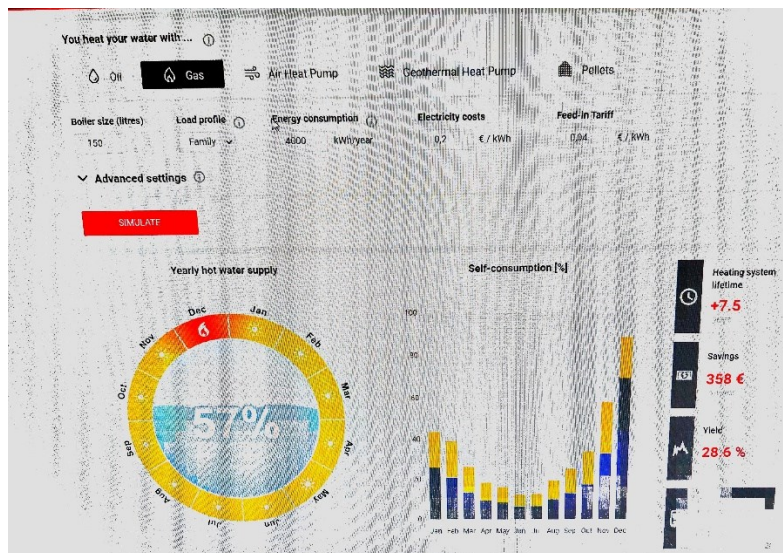 You heat your water with ...
Oil
Gas
Air Heat Pump
Geothermal Heat Pump
Pellets
Boiler size (litres)
Load profile
Energy consumption
Electricity costs
Feed-in Tariff
150
Family
4000
kWh/year
0,2
€ / kWh
0,04
€ / kWh
Advanced settings
SIMULATE
Yearly hot water supply
Self-consumption [%]
Heating system
lifetime
+7.5
Savings
358 €
Yield
28.6 %
Dec
Jan
Feb
Mar
Apr
May
Jun
Jul
Aug
Sep
Oct
Nov
57%
100
80
60
40
20
0
Jan Feb Mar Apr May Jun Jul Aug Sep Oct Nov Dec